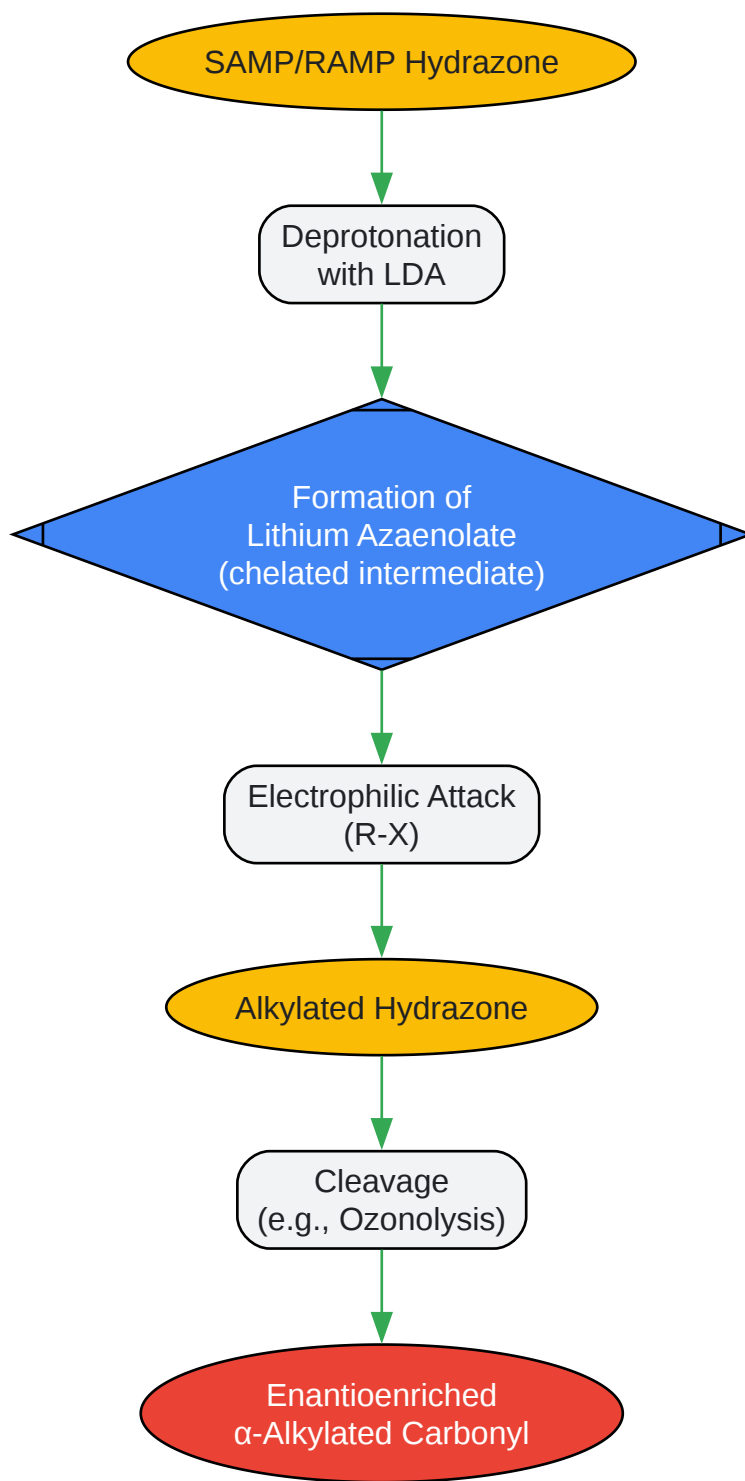 SAMP/RAMP Hydrazone
Deprotonation
with LDA
Formation of
Lithium Azaenolate
(chelated intermediate)
Electrophilic Attack
(R-X)
Alkylated Hydrazone
Cleavage
(e.g., Ozonolysis)
Enantioenriched
α-Alkylated Carbonyl